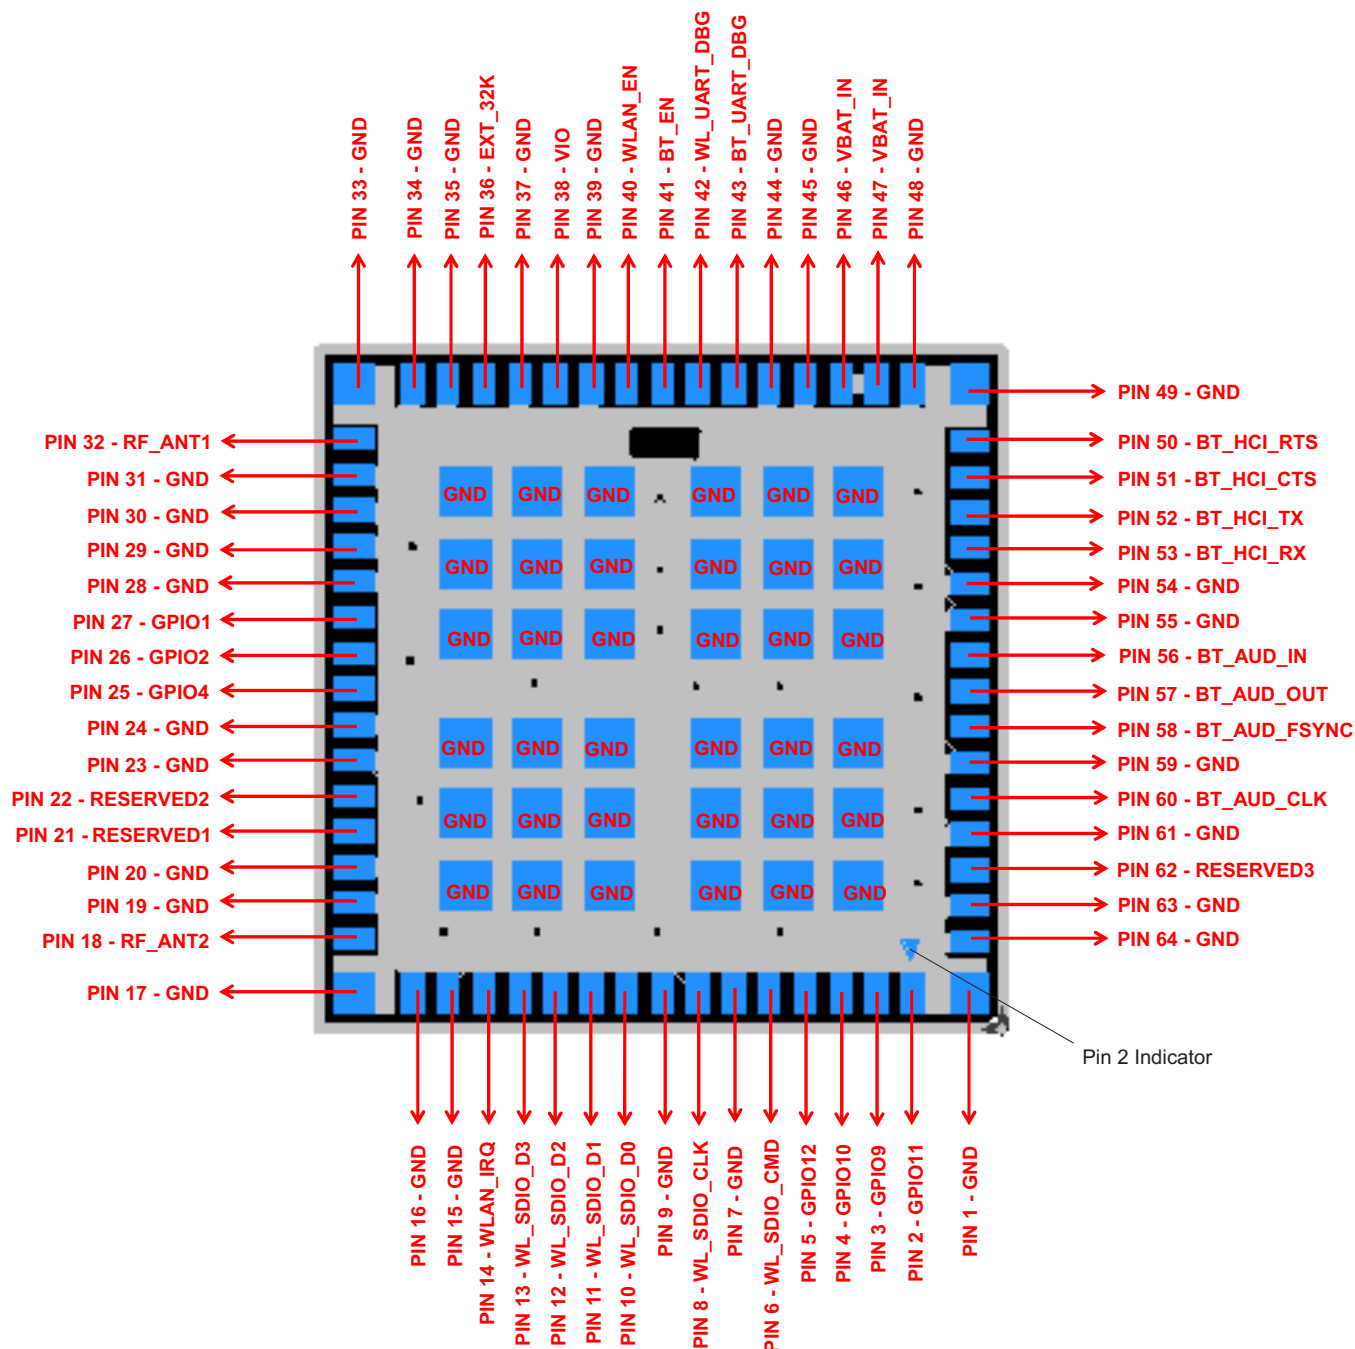 PIN 33 - GND
PIN 34 - GND
PIN 35 - GND
PIN 36 - EXT_32K
PIN 37 - GND
PIN 38 - VIO
PIN 39 - GND
PIN 40 - WLAN_EN
PIN 41 - BT_EN
PIN 42 - WL_UART_DBG
PIN 43 - BT_UART_DBG
PIN 44 - GND
PIN 45 - GND
PIN 46 - VBAT_IN
PIN 47 - VBAT_IN
PIN 48 - GND
PIN 32 - RF_ANT1
PIN 31 - GND
PIN 30 - GND
PIN 29 - GND
PIN 28 - GND
PIN 27 - GPIO1
PIN 26 - GPIO2
PIN 25 - GPIO4
PIN 24 - GND
PIN 23 - GND
PIN 22 - RESERVED2
PIN 21 - RESERVED1
PIN 20 - GND
PIN 19 - GND
PIN 18 - RF_ANT2
PIN 17 - GND
GND GND GND GND GND GND
GND GND GND GND GND GND
GND GND GND GND GND GND
GND GND GND GND GND GND
GND GND GND GND GND GND
GND GND GND GND GND GND
PIN 49 - GND
PIN 50 - BT_HCI_RTS
PIN 51 - BT_HCI_CTS
PIN 52 - BT_HCI_TX
PIN 53 - BT_HCI_RX
PIN 54 - GND
PIN 55 - GND
PIN 56 - BT_AUD_IN
PIN 57 - BT_AUD_OUT
PIN 58 - BT_AUD_FSYNC
PIN 59 - GND
PIN 60 - BT_AUD_CLK
PIN 61 - GND
PIN 62 - RESERVED3
PIN 63 - GND
PIN 64 - GND
Pin 2 Indicator
PIN 16 - GND
PIN 15 - GND
PIN 14 - WLAN_IRQ
PIN 13 - WL_SDIO_D3
PIN 12 - WL_SDIO_D2
PIN 11 - WL_SDIO_D1
PIN 10 - WL_SDIO_D0
PIN 9 - GND
PIN 8 - WL_SDIO_CLK
PIN 7 - GND
PIN 6 - WL_SDIO_CMD
PIN 5 - GPIO12
PIN 4 - GPIO10
PIN 3 - GPIO9
PIN 2 - GPIO11
PIN 1 - GND